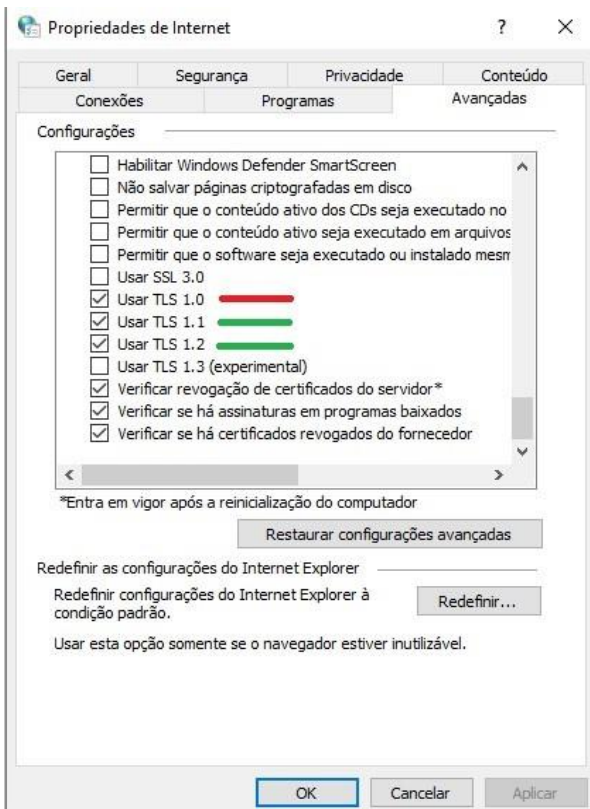 Propriedades de Internet
Geral Segurança Privacidade Conteúdo
Conexões Programas Avançadas
Configurações
Habilitar Windows Defender SmartScreen
Não salvar páginas criptografadas em disco
Permitir que o conteúdo ativo dos CDs seja executado no
Permitir que o conteúdo ativo seja executado em arquivos
Permitir que o software seja executado ou instalado mesm
Usar SSL 3.0
Usar TLS 1.0
Usar TLS 1.1
Usar TLS 1.2
Usar TLS 1.3 (experimental)
Verificar revogação de certificados do servidor*
Verificar se há assinaturas em programas baixados
Verificar se há certificados revogados do fornecedor
*Entra em vigor após a reinicialização do computador
Restaurar configurações avançadas
Redefinir as configurações do Internet Explorer
Redefinir configurações do Internet Explorer à
condição padrão.
Redefinir...
Usar esta opção somente se o navegador estiver inutilizável.
OK Cancelar Aplicar